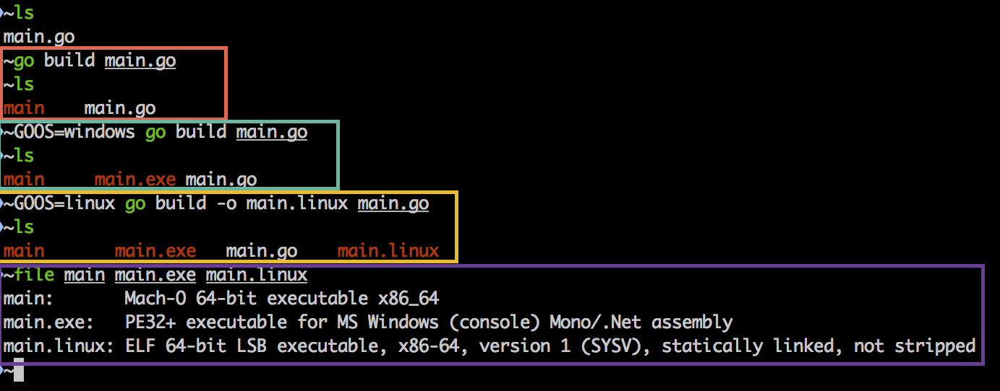 ~ls
main.go
~go build main.go
~ls
main    main.go
~GOOS=windows go build main.go
~ls
main     main.exe main.go
~GOOS=linux go build -o main.linux main.go
~ls
main       main.exe   main.go    main.linux
~file main main.exe main.linux
main:       Mach-O 64-bit executable x86_64
main.exe:   PE32+ executable for MS Windows (console) Mono/.Net assembly
main.linux: ELF 64-bit LSB executable, x86-64, version 1 (SYSV), statically linked, not stripped
~